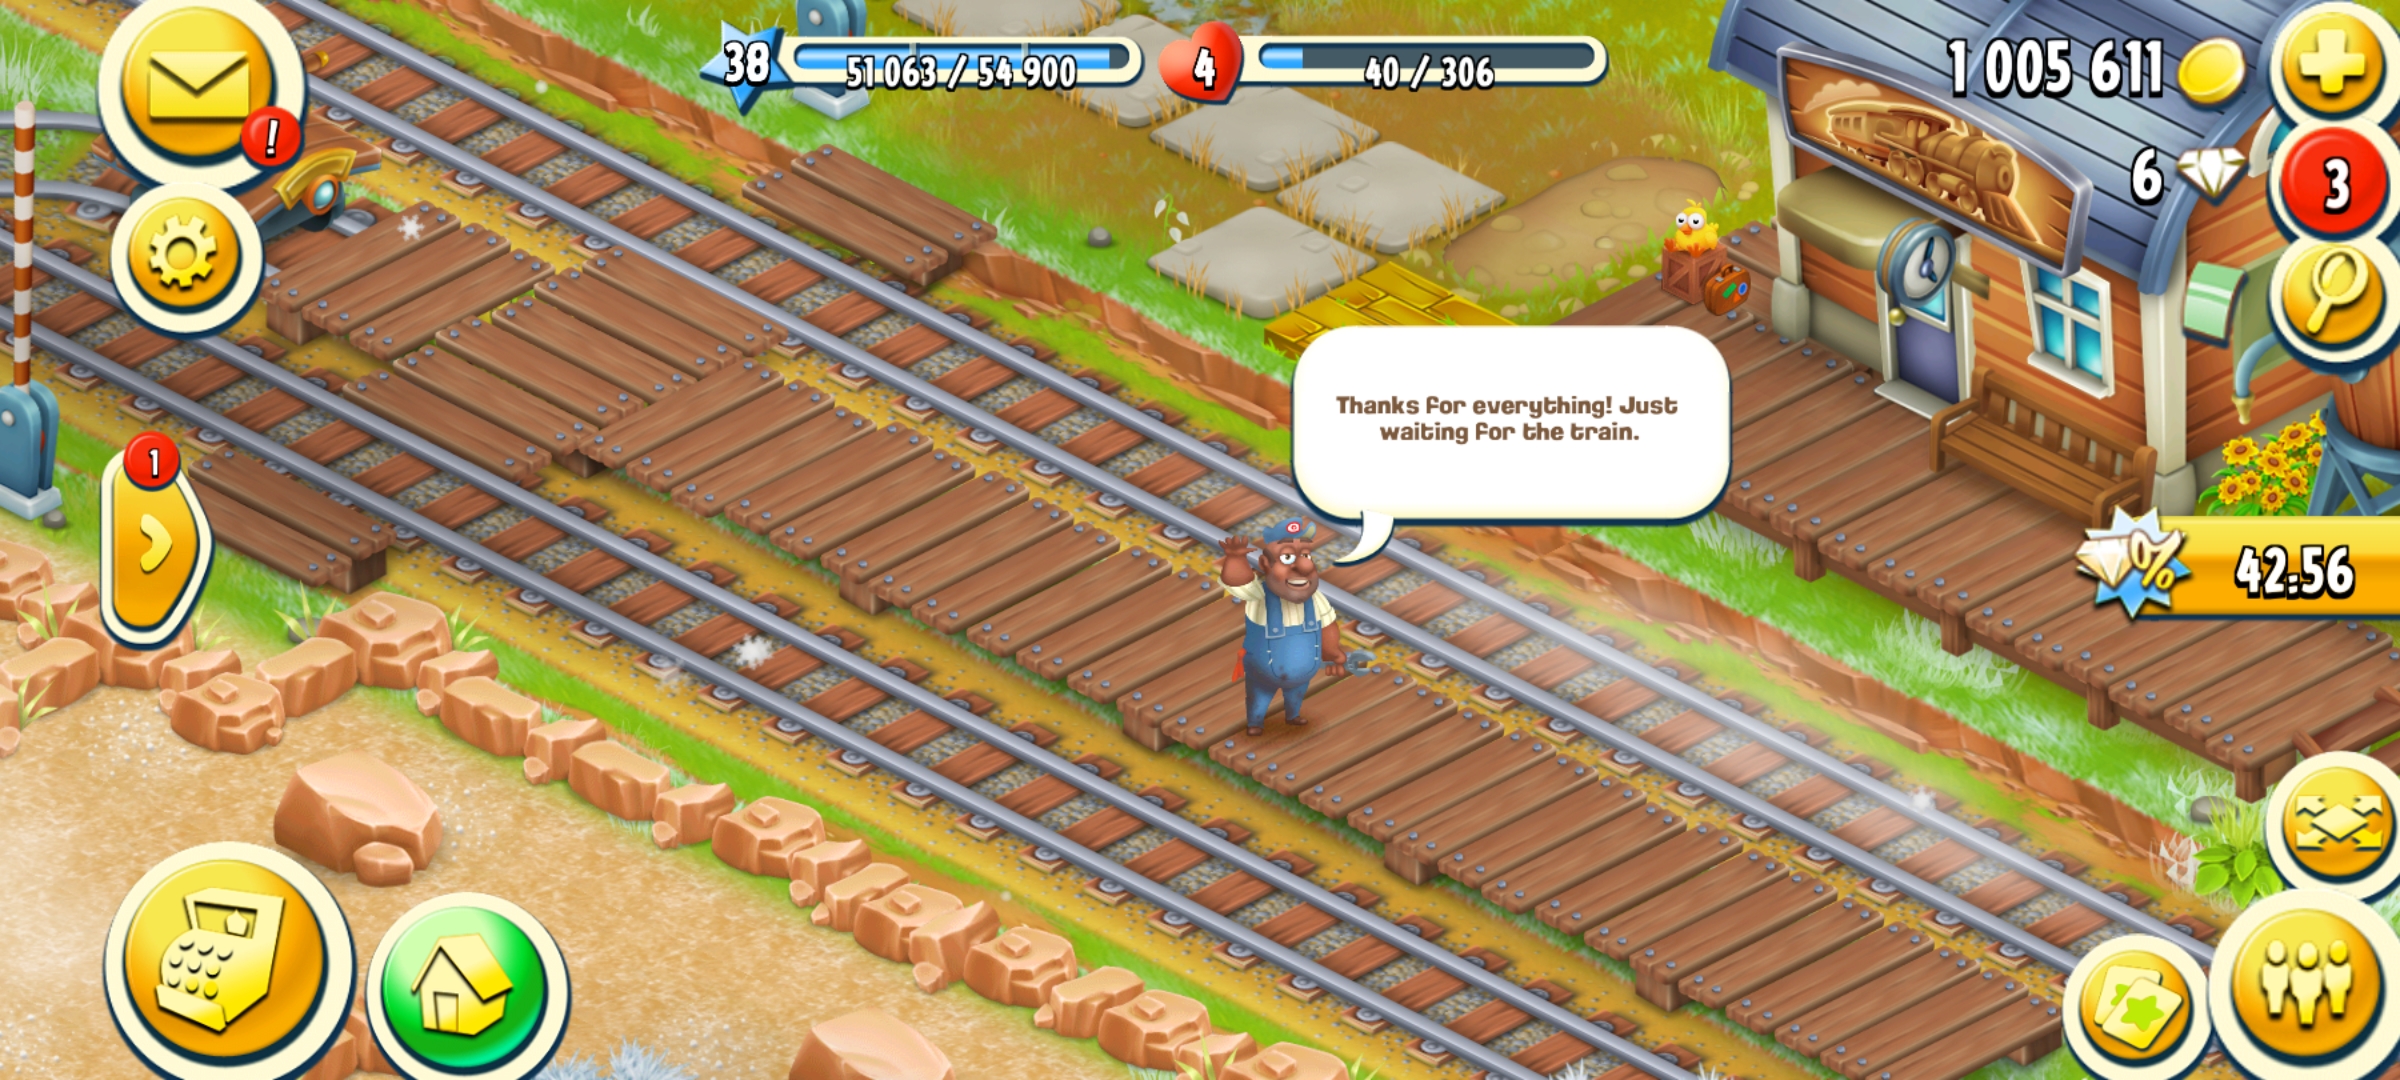 38
51 063 / 54 900
4
40 / 306
1 005 611
6
!
3
1
Thanks for everything! Just
waiting for the train.
%
42:56